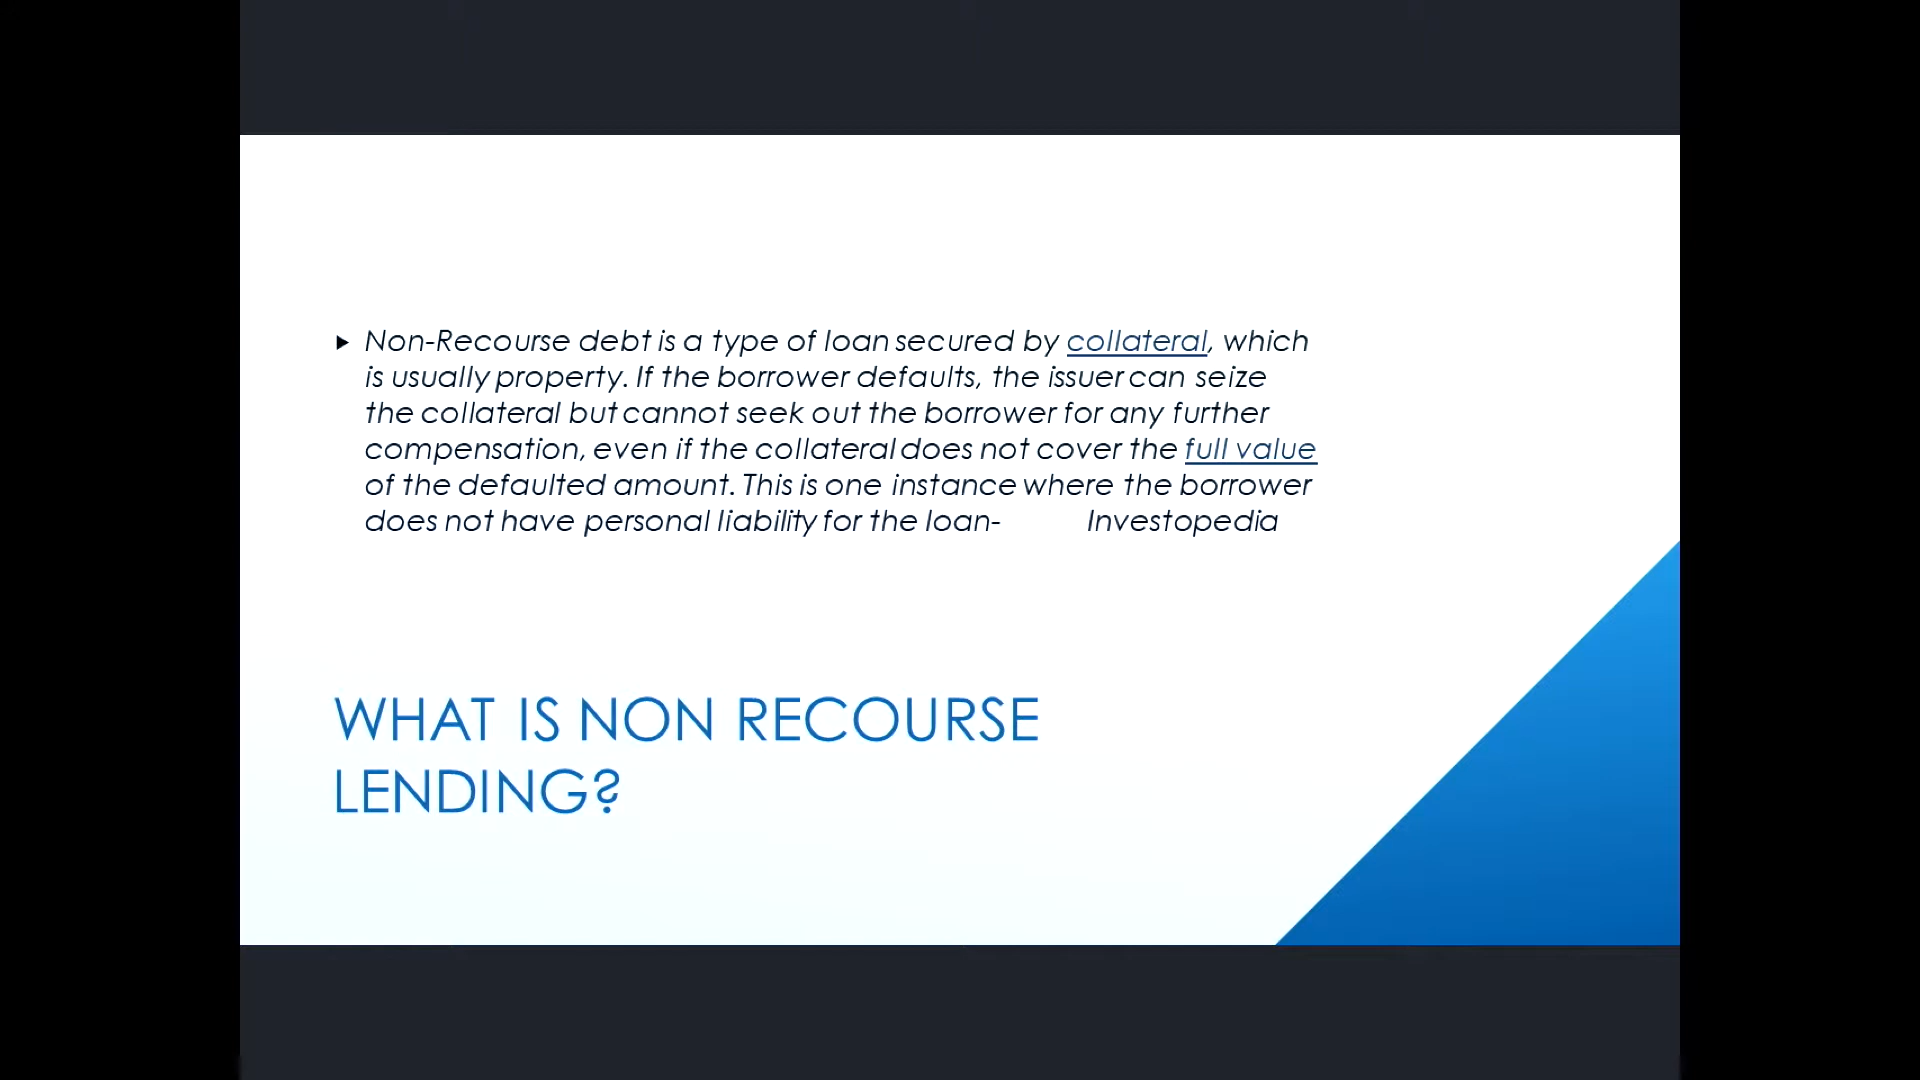 Non-Recourse debt is a type of loan secured by collateral, which
is usually property. If the borrower defaults, the issuer can seize
the collateral but cannot seek out the borrower for any further
compensation, even if the collateral does not cover the full value
of the defaulted amount. This is one instance where the borrower
does not have personal liability for the loan- Investopedia
WHAT IS NON RECOURSE
LENDING?